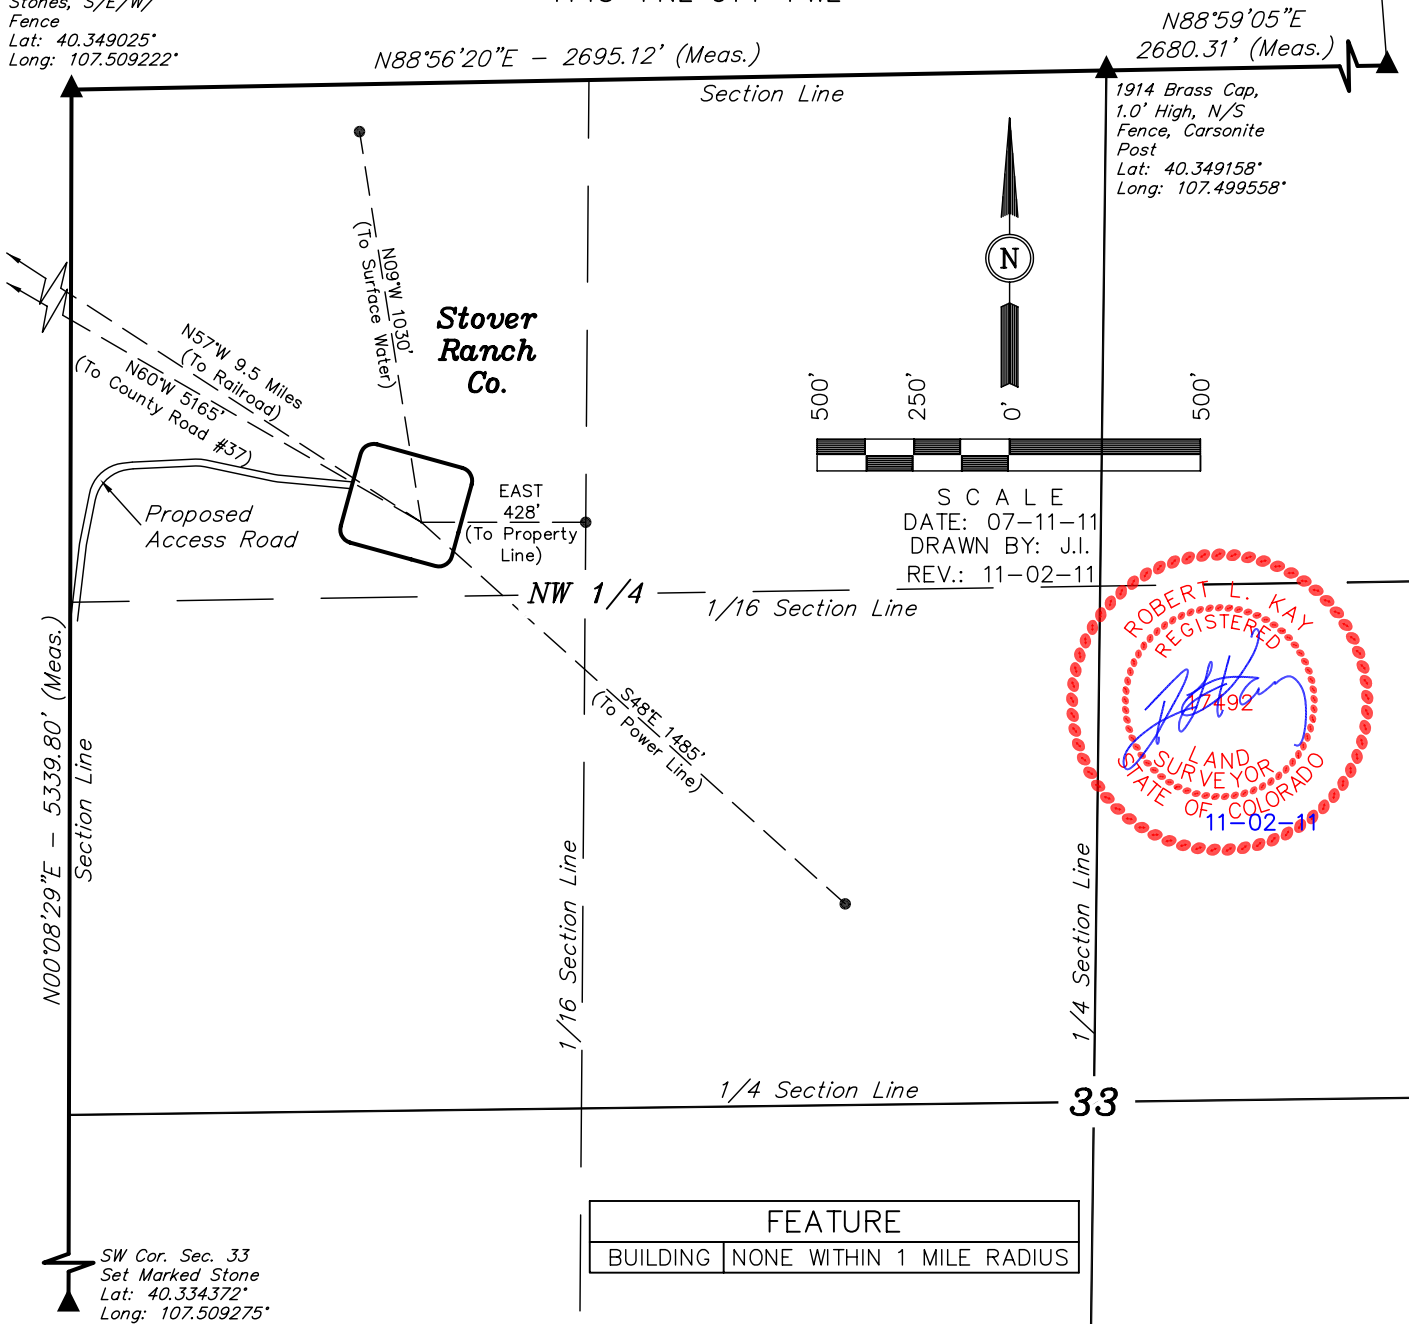 Stones, S/E/W/
Fence
Lat: 40.349025°
Long: 107.509222°
N88°56'20"E - 2695.12' (Meas.)
Section Line
N88°59'05"E
2680.31' (Meas.)
1914 Brass Cap,
1.0' High, N/S
Fence, Carsonite
Post
Lat: 40.349158°
Long: 107.499558°
N09°W 1030'
(To Surface Water)
Stover
Ranch
Co.
N
N57°W 9.5 Miles
(To Railroad)
N60°W 5165'
(To County Road #37)
500'
250'
0'
500'
SCALE
DATE: 07-11-11
DRAWN BY: J.I.
REV.: 11-02-11
Proposed
Access Road
EAST
428'
(To Property
Line)
NW 1/4
1/16 Section Line
ROBERT L. KAY
REGISTERED
17492
LAND
SURVEYOR
STATE OF COLORADO
11-02-11
S48°E 1485'
(To Power Line)
N00°08'29"E - 5339.80' (Meas.)
Section Line
1/16 Section Line
1/4 Section Line
1/4 Section Line
33
FEATURE
BUILDING NONE WITHIN 1 MILE RADIUS
SW Cor. Sec. 33
Set Marked Stone
Lat: 40.334372°
Long: 107.509275°